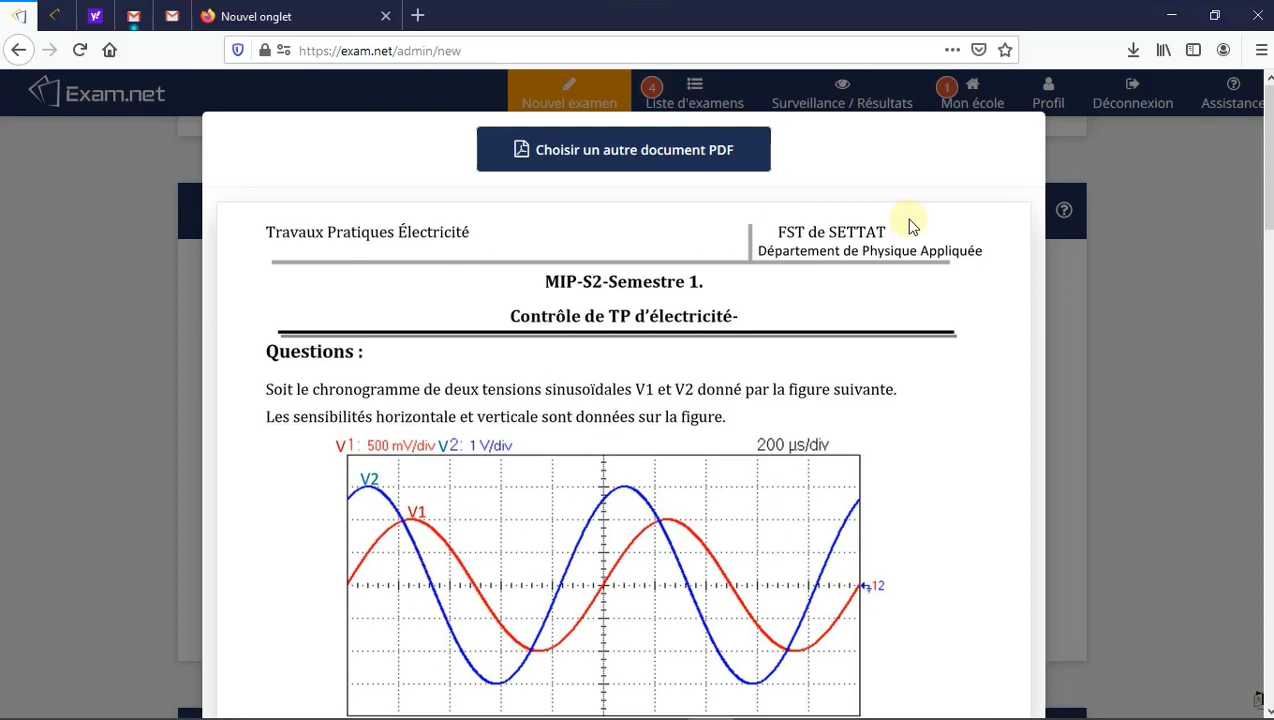 Nouvel onglet
https://exam.net/admin/new
Exam.net
Nouvel examen
4
Liste d'examens
Surveillance / Résultats
1
Mon école
Profil
Déconnexion
Assistance
Choisir un autre document PDF
Travaux Pratiques Électricité
FST de SETTAT
Département de Physique Appliquée
MIP-S2-Semestre 1.
Contrôle de TP d’électricité-
Questions :
Soit le chronogramme de deux tensions sinusoïdales V1 et V2 donné par la figure suivante.
Les sensibilités horizontale et verticale sont données sur la figure.
V1: 500 mV/div V2: 1 V/div
200 µs/div
V2
V1
12